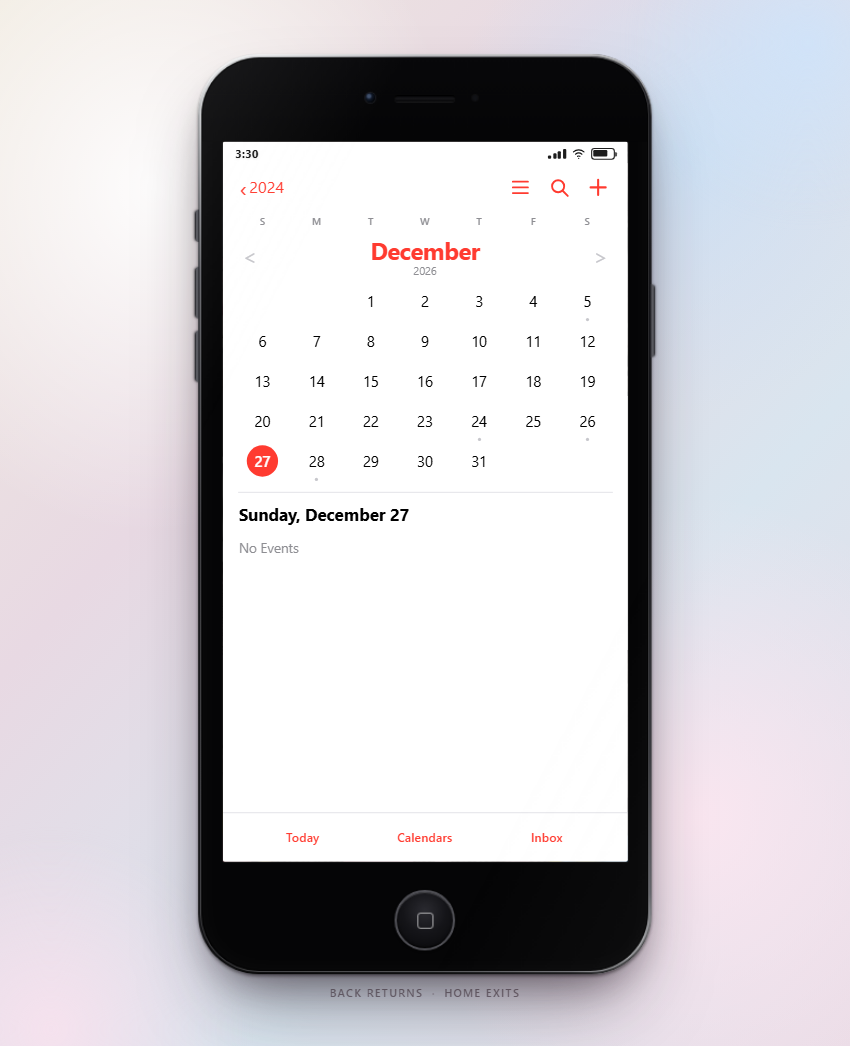 3:30
‹ 2024
S M T W T F S
< December >
2026
1 2 3 4 5
6 7 8 9 10 11 12
13 14 15 16 17 18 19
20 21 22 23 24 25 26
27 28 29 30 31
Sunday, December 27
No Events
Today Calendars Inbox
BACK RETURNS · HOME EXITS